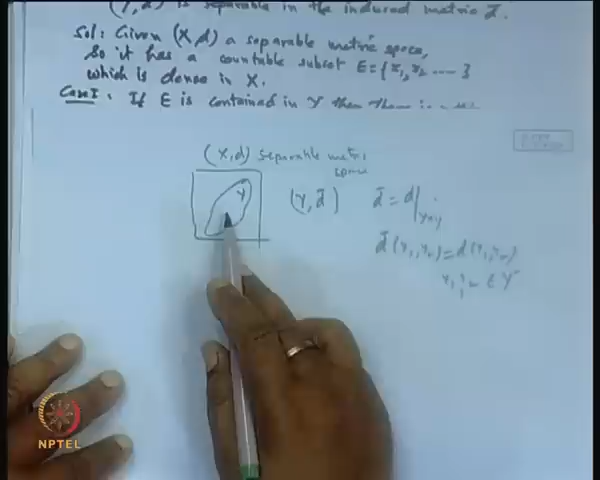 (Y, d̄) is separable in the induced metric d̄.
Sol: Given (X,d) a separable metric space,
So it has a countable subset E={x₁,x₂ ..... }
which is dense in X.
Case I. If E is contained in Y then there is
(X,d) separable metric
space
Y
(Y, d̄)
d̄ = d|Y×Y
d̄(y₁,y₂) = d(y₁,y₂)
y₁, y₂ ∈ Y
NPTEL